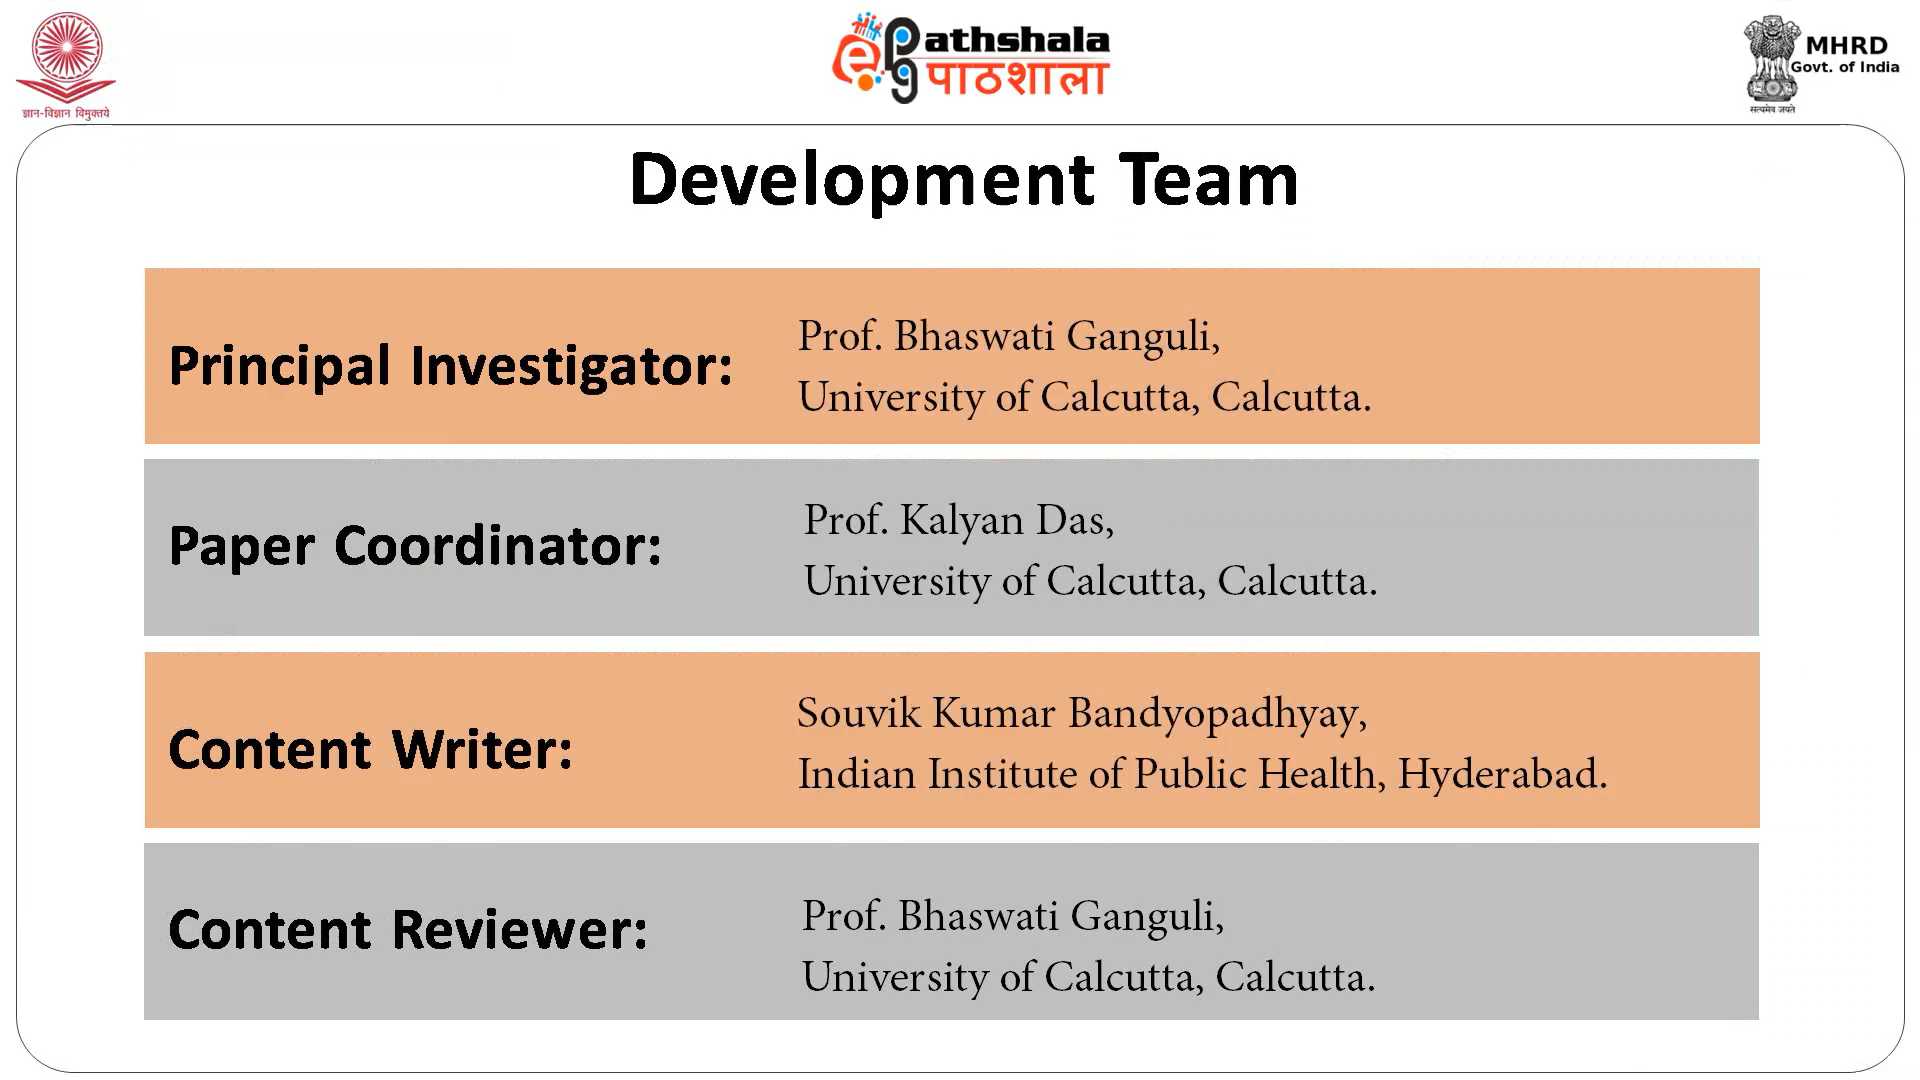 ज्ञान-विज्ञान विमुक्तये
e
pg
athshala
पाठशाला
MHRD
Govt. of India
सत्यमेव जयते
Development Team
Principal Investigator:
Prof. Bhaswati Ganguli,
University of Calcutta, Calcutta.
Paper Coordinator:
Prof. Kalyan Das,
University of Calcutta, Calcutta.
Content Writer:
Souvik Kumar Bandyopadhyay,
Indian Institute of Public Health, Hyderabad.
Content Reviewer:
Prof. Bhaswati Ganguli,
University of Calcutta, Calcutta.